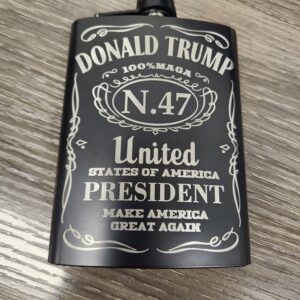 DONALD TRUMP
100% MAGA
N.47
United
STATES OF AMERICA
PRESIDENT
MAKE AMERICA
GREAT AGAIN